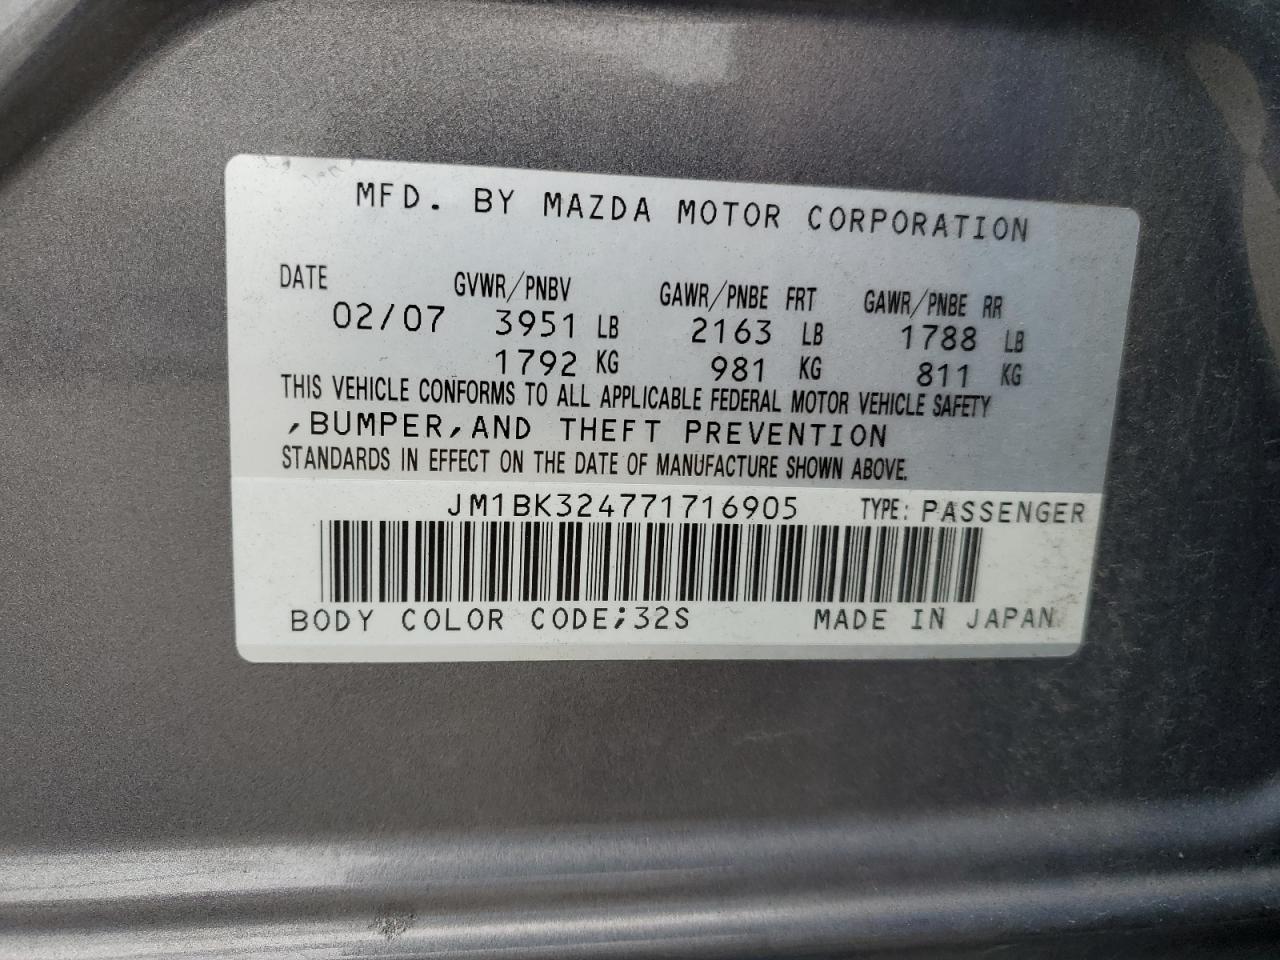 MFD. BY MAZDA MOTOR CORPORATION
DATE GVWR/PNBV GAWR/PNBE FRT GAWR/PNBE RR
02/07 3951 LB 2163 LB 1788 LB
1792 KG 981 KG 811 KG
THIS VEHICLE CONFORMS TO ALL APPLICABLE FEDERAL MOTOR VEHICLE SAFETY
,BUMPER,AND THEFT PREVENTION
STANDARDS IN EFFECT ON THE DATE OF MANUFACTURE SHOWN ABOVE.
JM1BK324771716905 TYPE: PASSENGER
BODY COLOR CODE;32S MADE IN JAPAN